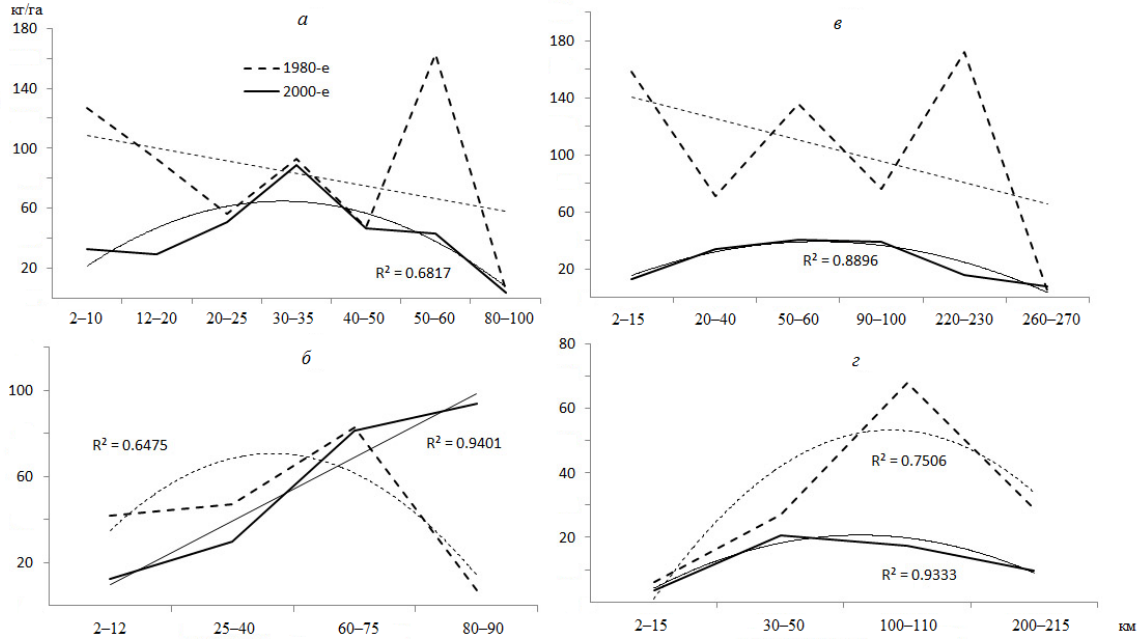 кг/га
а
180
140
100
60
20
1980-е
2000-е
R² = 0.6817
2–10 12–20 20–25 30–35 40–50 50–60 80–100
в
180
140
100
60
20
R² = 0.8896
2–15 20–40 50–60 90–100 220–230 260–270
б
100
60
20
R² = 0.6475
R² = 0.9401
2–12 25–40 60–75 80–90
г
80
60
40
20
R² = 0.7506
R² = 0.9333
2–15 30–50 100–110 200–215 км